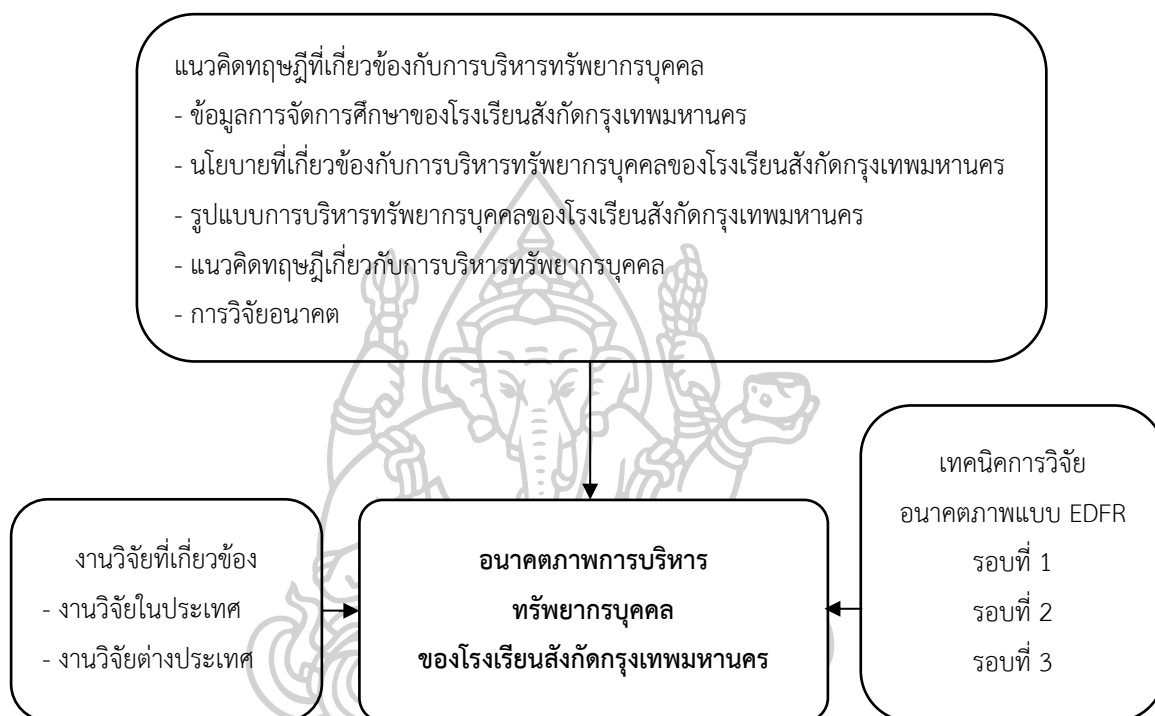 แนวคิดทฤษฎีที่เกี่ยวข้องกับการบริหารทรัพยากรบุคคล
- ข้อมูลการจัดการศึกษาของโรงเรียนสังกัดกรุงเทพมหานคร
- นโยบายที่เกี่ยวข้องกับการบริหารทรัพยากรบุคคลของโรงเรียนสังกัดกรุงเทพมหานคร
- รูปแบบการบริหารทรัพยากรบุคคลของโรงเรียนสังกัดกรุงเทพมหานคร
- แนวคิดทฤษฎีเกี่ยวกับการบริหารทรัพยากรบุคคล
- การวิจัยอนาคต
งานวิจัยที่เกี่ยวข้อง
- งานวิจัยในประเทศ
- งานวิจัยต่างประเทศ
อนาคตภาพการบริหาร
ทรัพยากรบุคคล
ของโรงเรียนสังกัดกรุงเทพมหานคร
เทคนิคการวิจัย
อนาคตภาพแบบ EDFR
รอบที่ 1
รอบที่ 2
รอบที่ 3